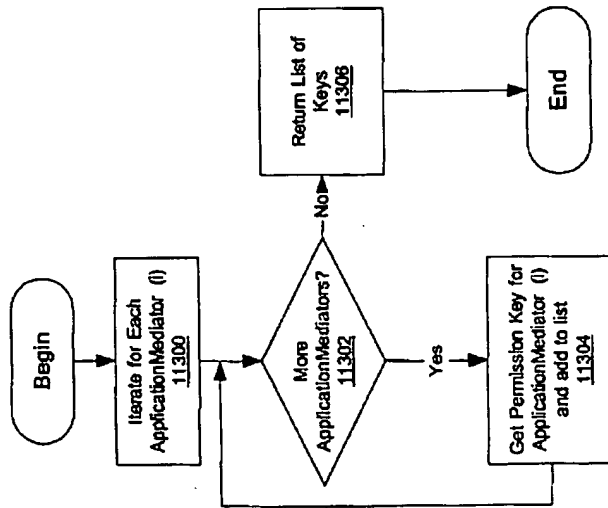 Begin
Iterate for Each
ApplicationMediator (i)
11300
More
ApplicationMediators?
11302
No
Return List of
Keys
11306
End
Yes
Get Permission Key for
ApplicationMediator (i)
and add to list
11304